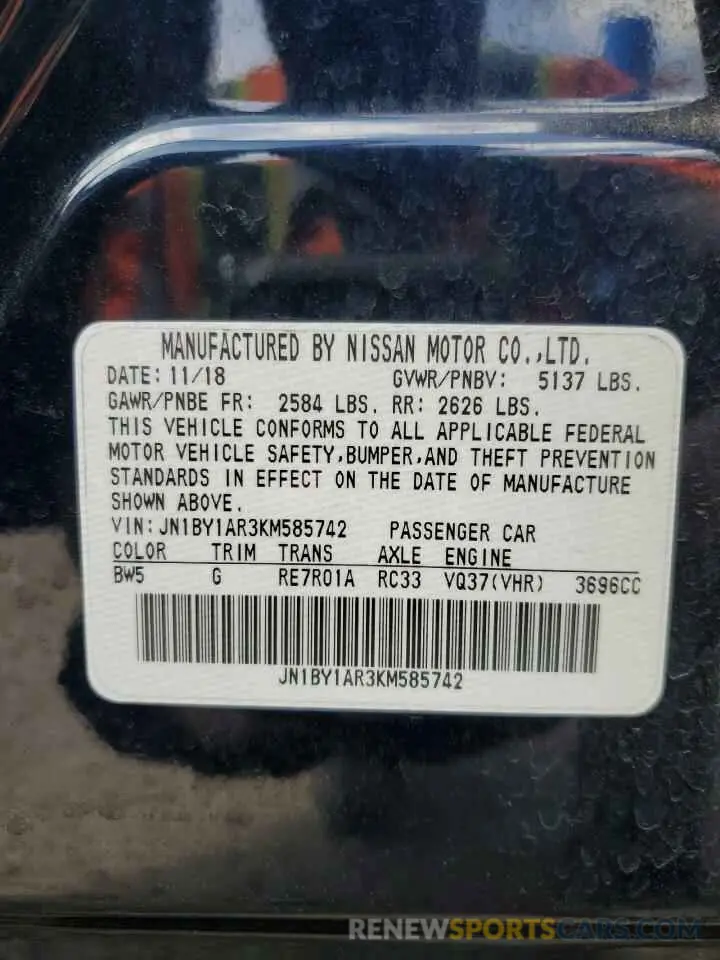 MANUFACTURED BY NISSAN MOTOR CO.,LTD.
DATE: 11/18 GVWR/PNBV: 5137 LBS.
GAWR/PNBE FR: 2584 LBS. RR: 2626 LBS.
THIS VEHICLE CONFORMS TO ALL APPLICABLE FEDERAL
MOTOR VEHICLE SAFETY,BUMPER,AND THEFT PREVENTION
STANDARDS IN EFFECT ON THE DATE OF MANUFACTURE
SHOWN ABOVE.
VIN: JN1BY1AR3KM585742 PASSENGER CAR
COLOR TRIM TRANS AXLE ENGINE
BW5 G RE7R01A RC33 VQ37(VHR) 3696CC
JN1BY1AR3KM585742
RENEWSPORTSCARS.COM